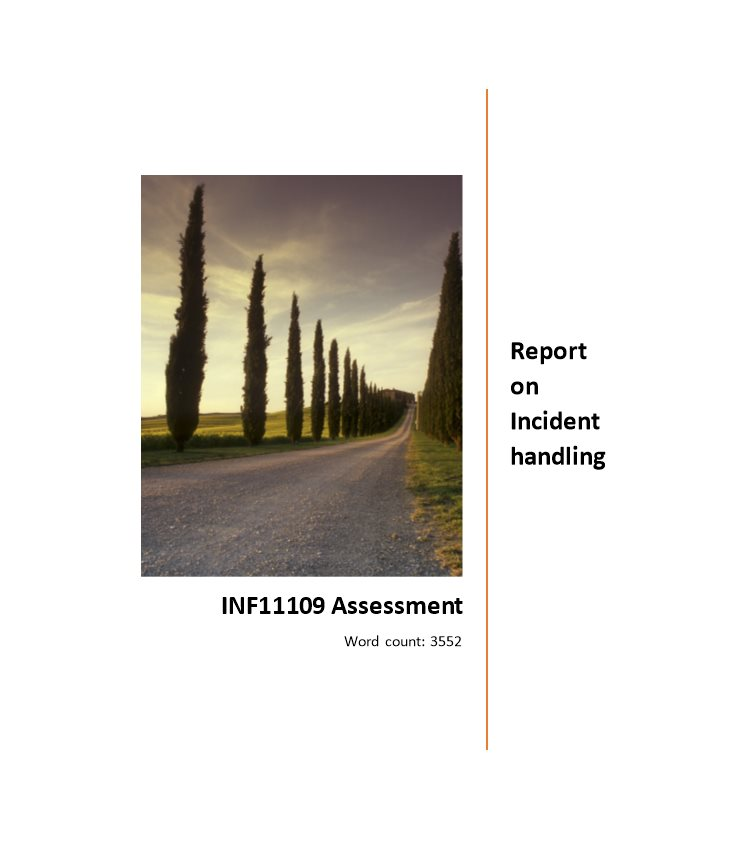 Report
on
Incident
handling
INF11109 Assessment
Word count: 3552